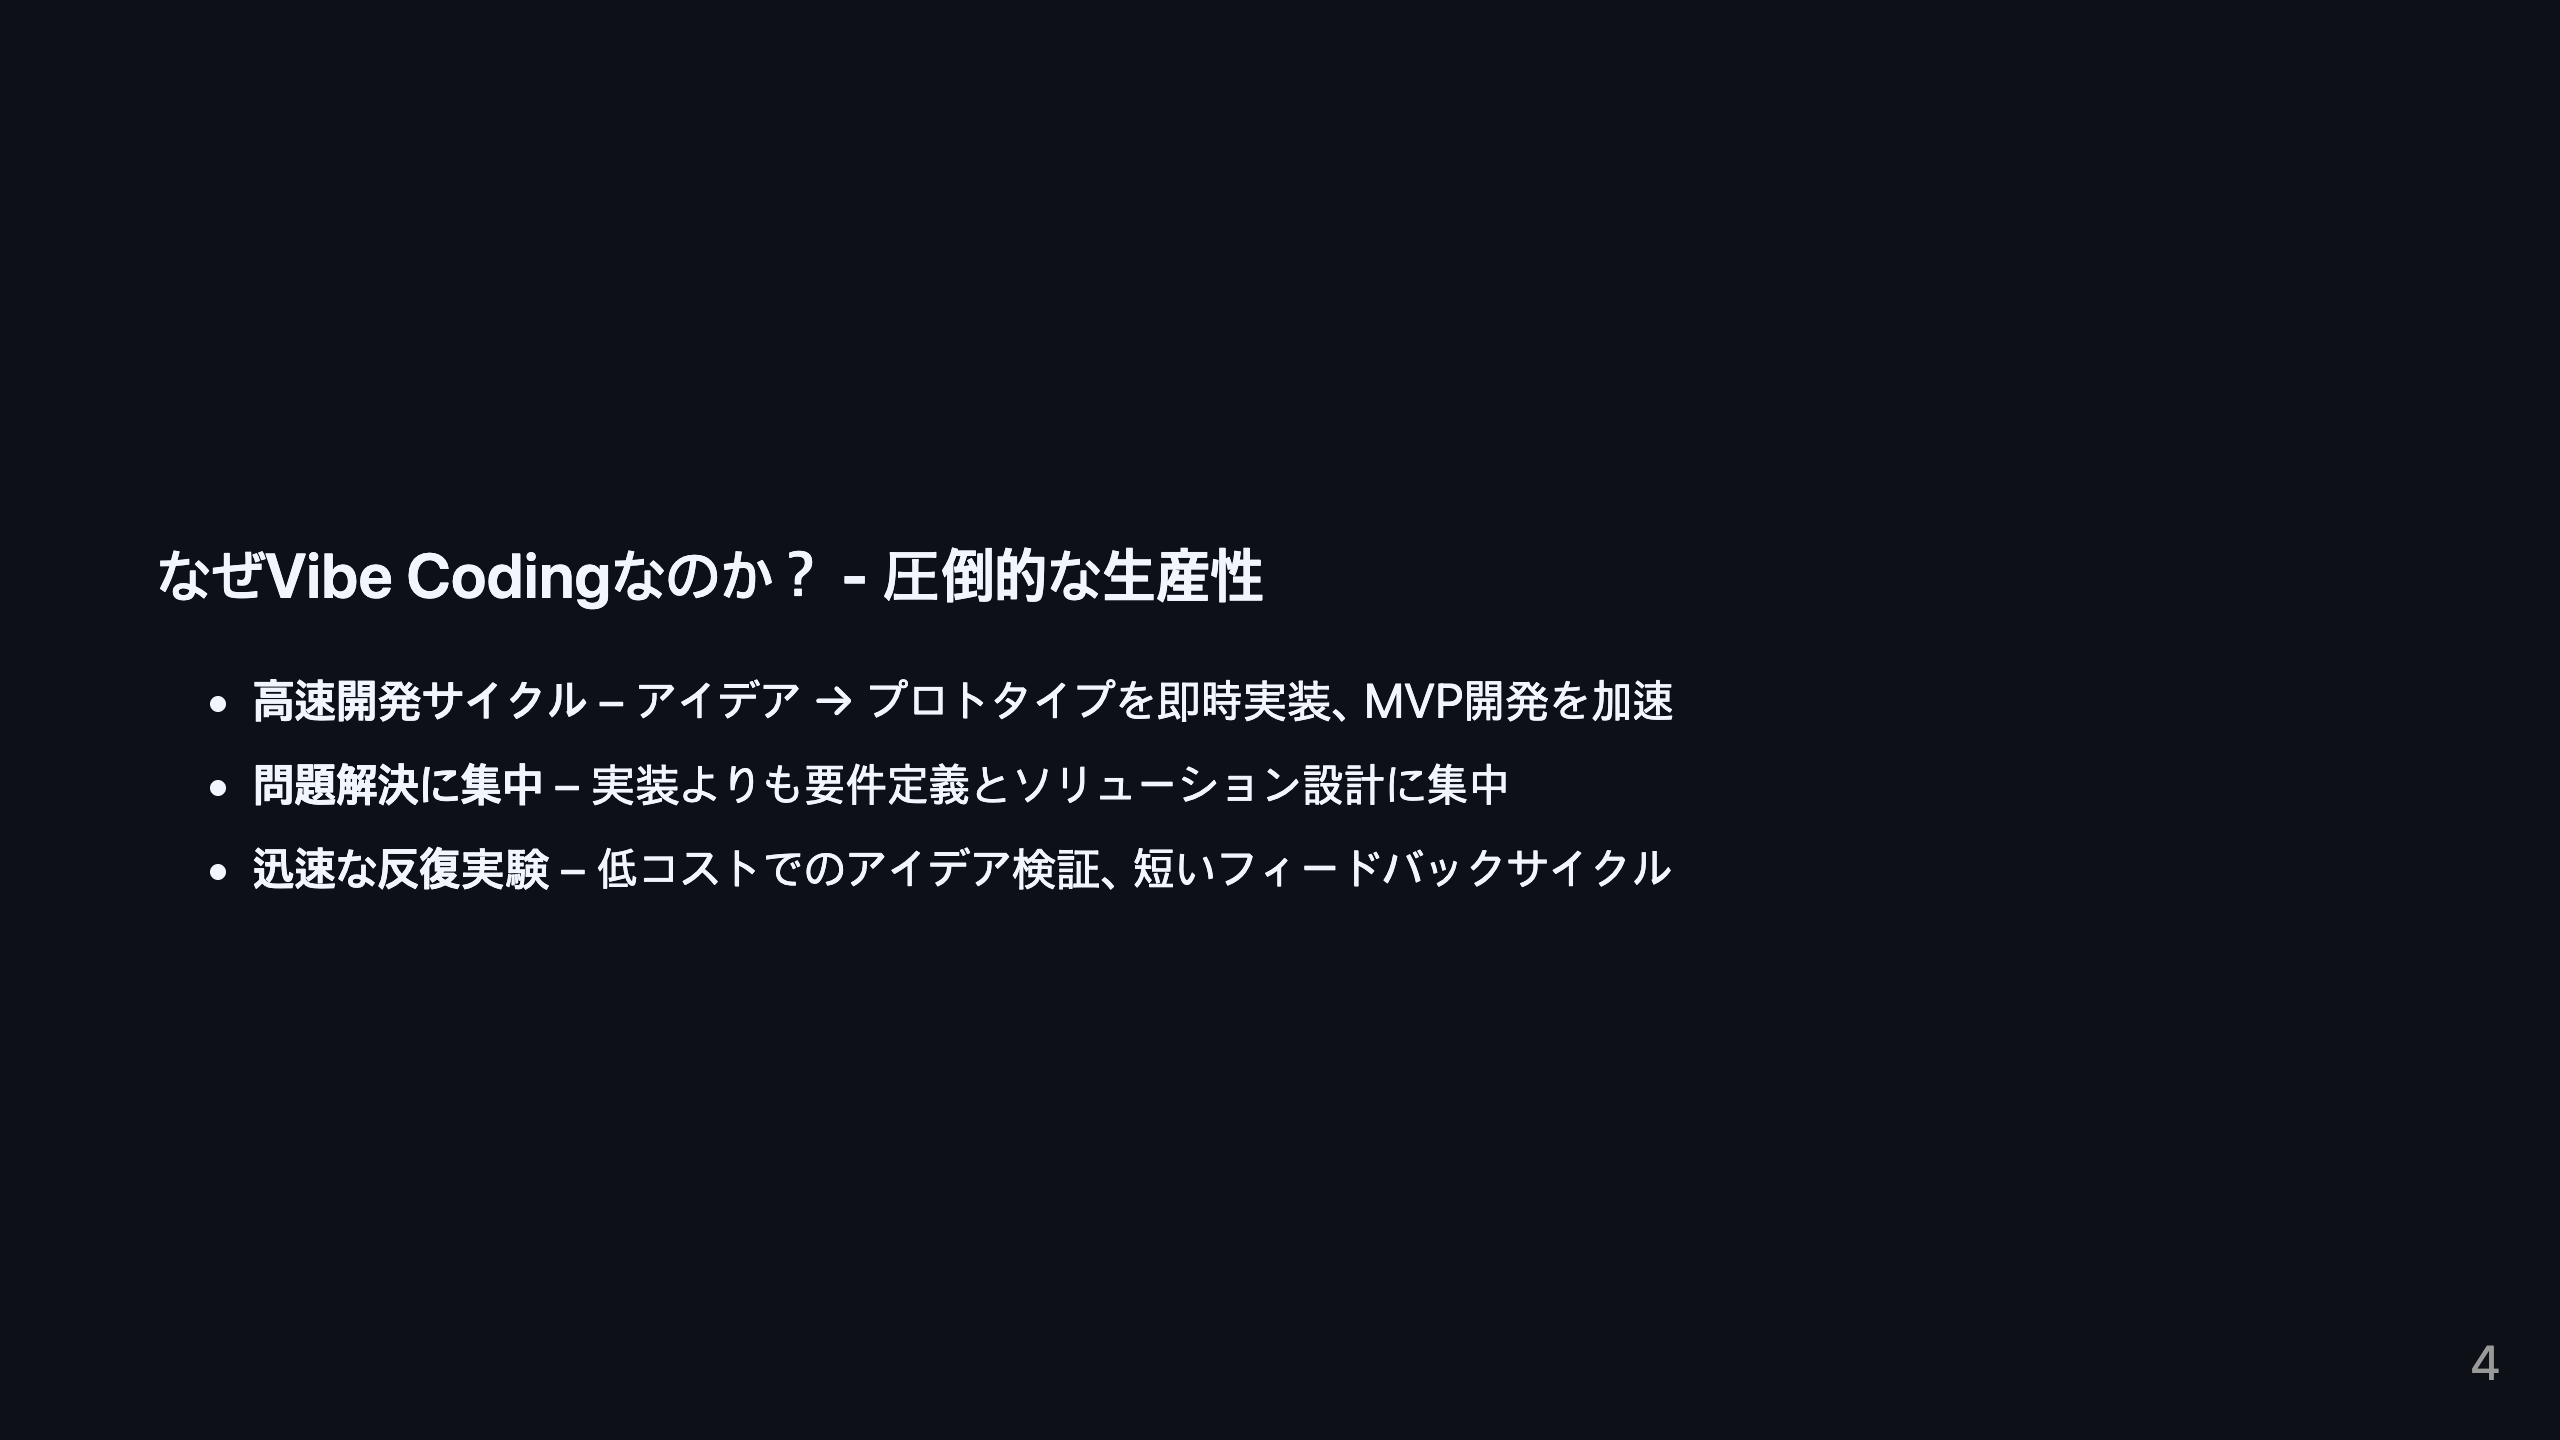 なぜVibe Codingなのか？ - 圧倒的な生産性
• 高速開発サイクル – アイデア → プロトタイプを即時実装、MVP開発を加速
• 問題解決に集中 – 実装よりも要件定義とソリューション設計に集中
• 迅速な反復実験 – 低コストでのアイデア検証、短いフィードバックサイクル
4